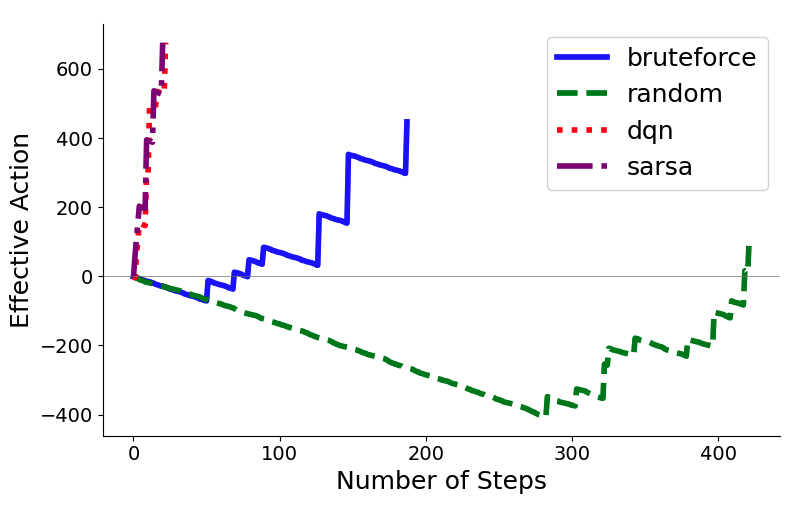 bruteforce
random
dqn
sarsa
600
400
200
0
−200
−400
Effective Action
0
100
200
300
400
Number of Steps